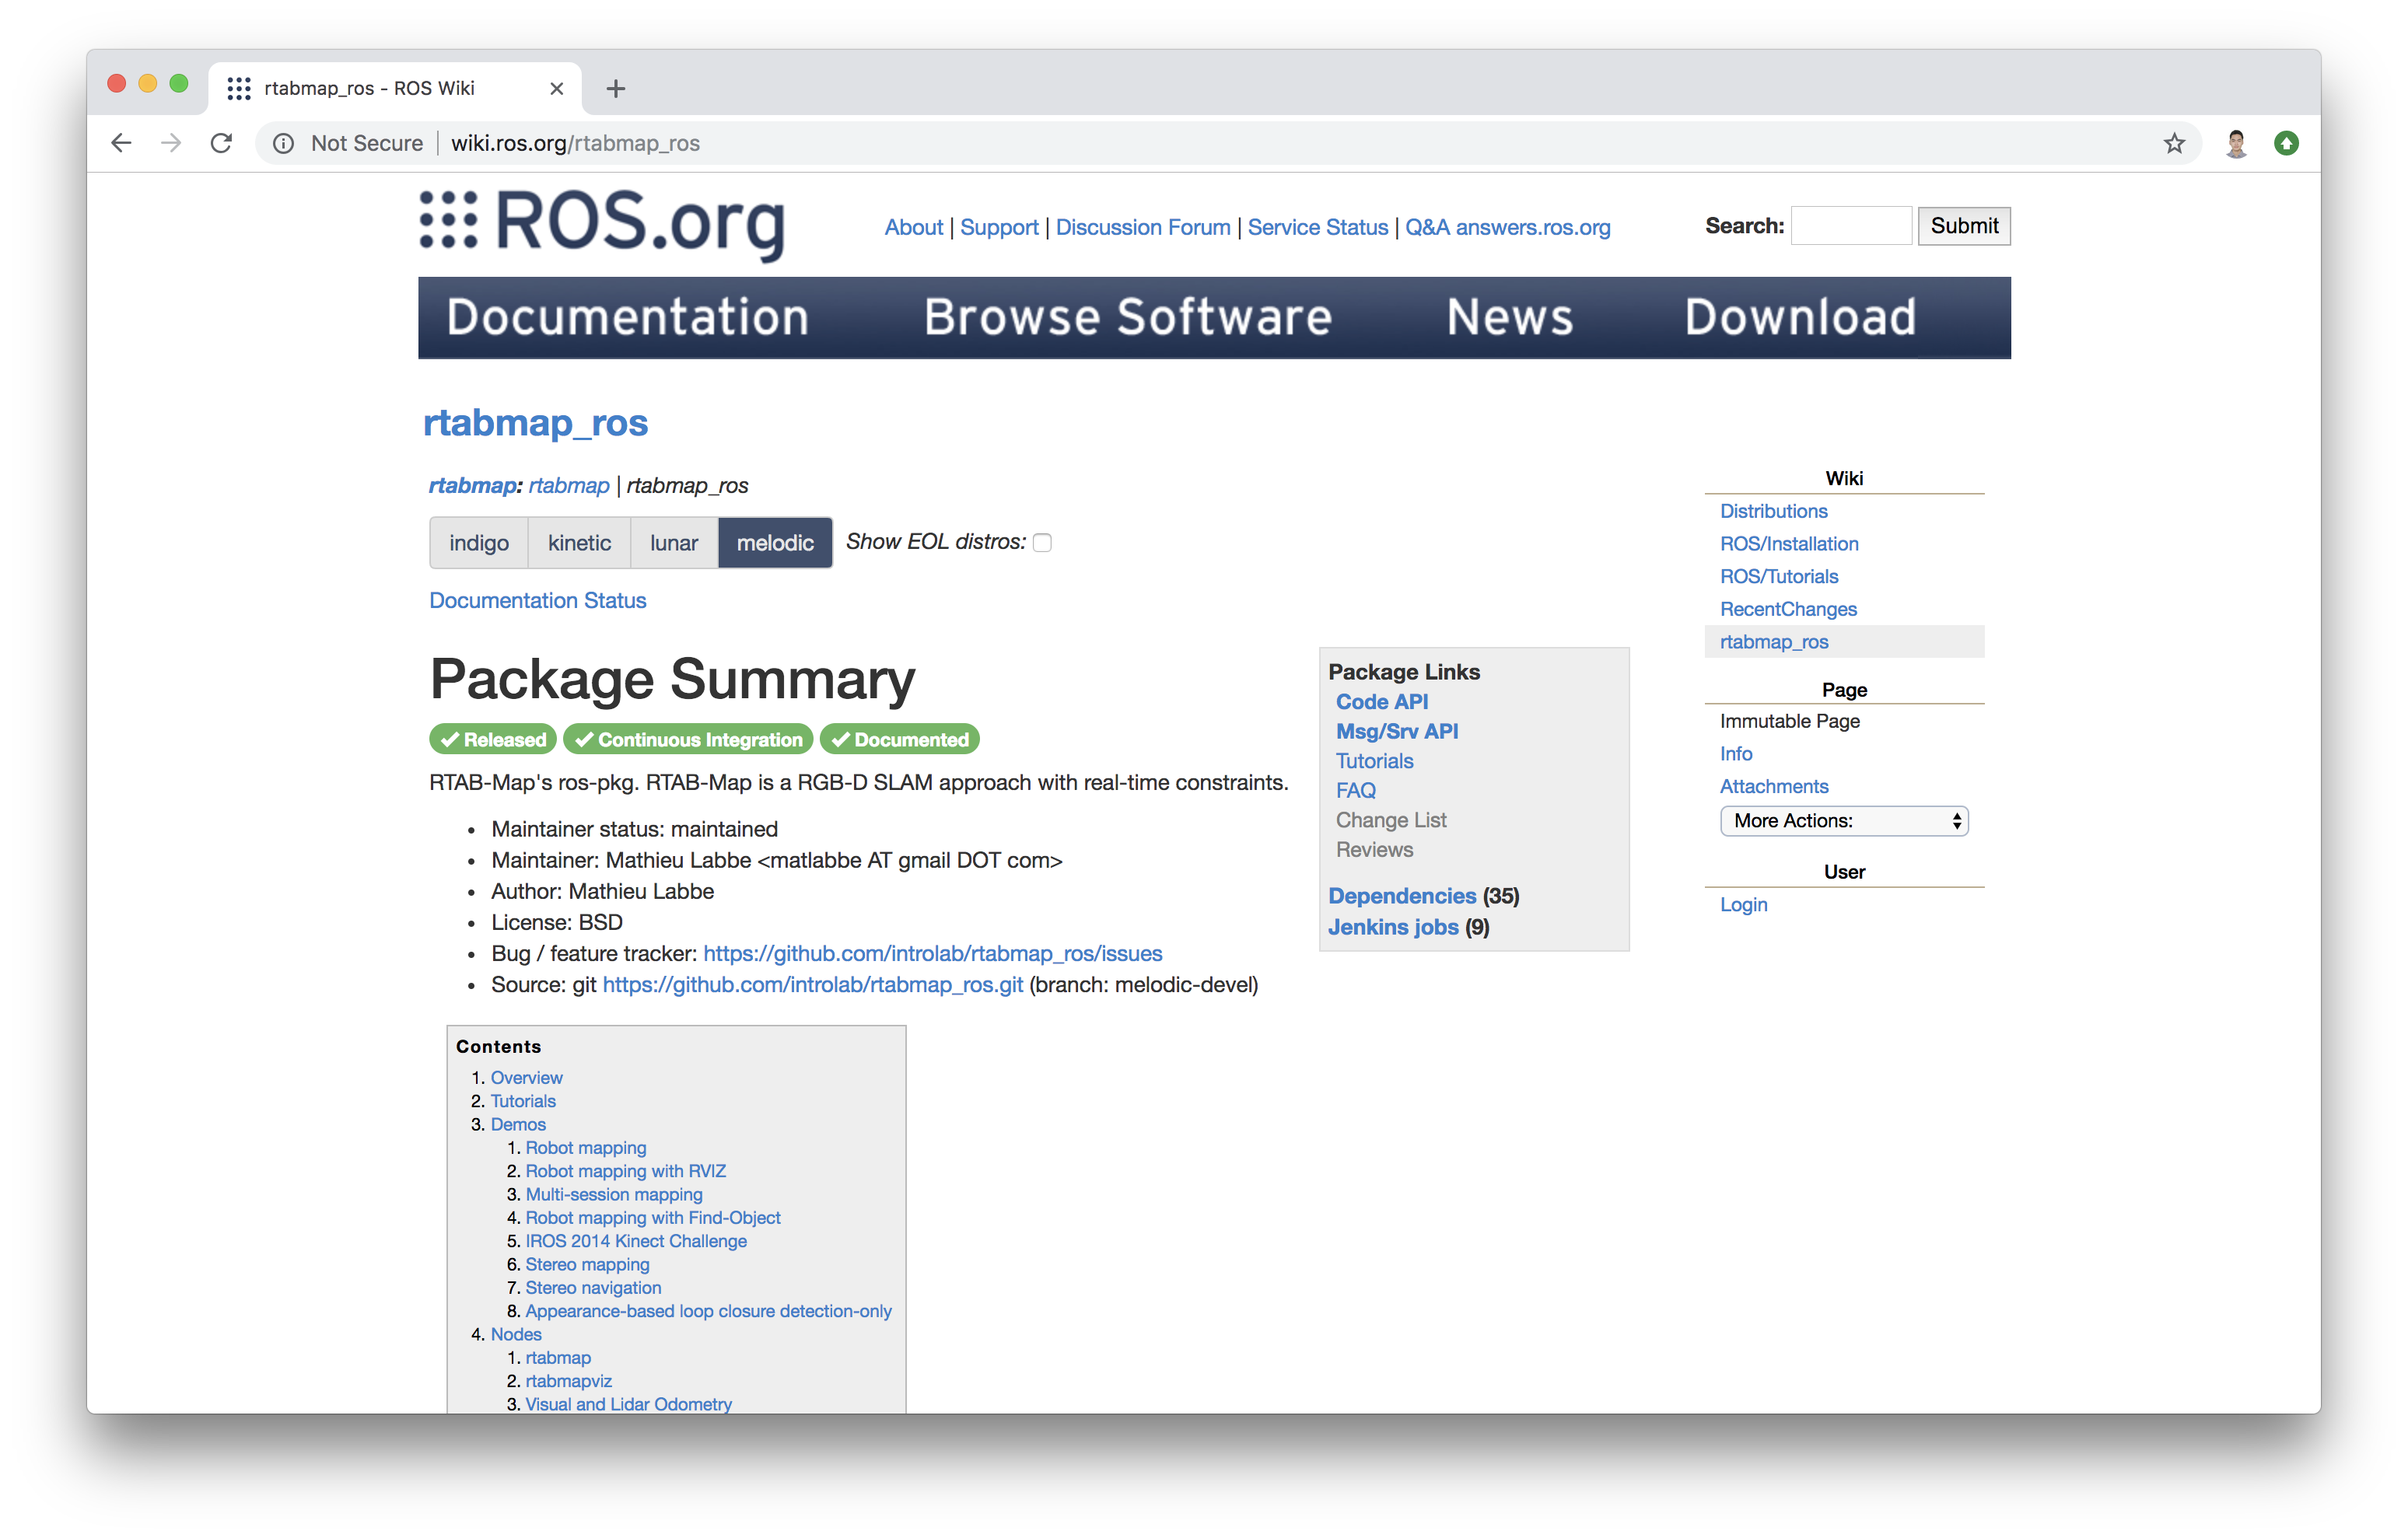 rtabmap_ros - ROS Wiki
Not Secure | wiki.ros.org/rtabmap_ros
ROS.org
About | Support | Discussion Forum | Service Status | Q&A answers.ros.org
Search: Submit
Documentation Browse Software News Download
rtabmap_ros
rtabmap: rtabmap | rtabmap_ros
indigo kinetic lunar melodic Show EOL distros:
Documentation Status
Package Summary
Released Continuous Integration Documented
RTAB-Map's ros-pkg. RTAB-Map is a RGB-D SLAM approach with real-time constraints.
• Maintainer status: maintained
• Maintainer: Mathieu Labbe <matlabbe AT gmail DOT com>
• Author: Mathieu Labbe
• License: BSD
• Bug / feature tracker: https://github.com/introlab/rtabmap_ros/issues
• Source: git https://github.com/introlab/rtabmap_ros.git (branch: melodic-devel)
Package Links
Code API
Msg/Srv API
Tutorials
FAQ
Change List
Reviews
Dependencies (35)
Jenkins jobs (9)
Contents
1. Overview
2. Tutorials
3. Demos
1. Robot mapping
2. Robot mapping with RVIZ
3. Multi-session mapping
4. Robot mapping with Find-Object
5. IROS 2014 Kinect Challenge
6. Stereo mapping
7. Stereo navigation
8. Appearance-based loop closure detection-only
4. Nodes
1. rtabmap
2. rtabmapviz
3. Visual and Lidar Odometry
Wiki
Distributions
ROS/Installation
ROS/Tutorials
RecentChanges
rtabmap_ros
Page
Immutable Page
Info
Attachments
More Actions:
User
Login